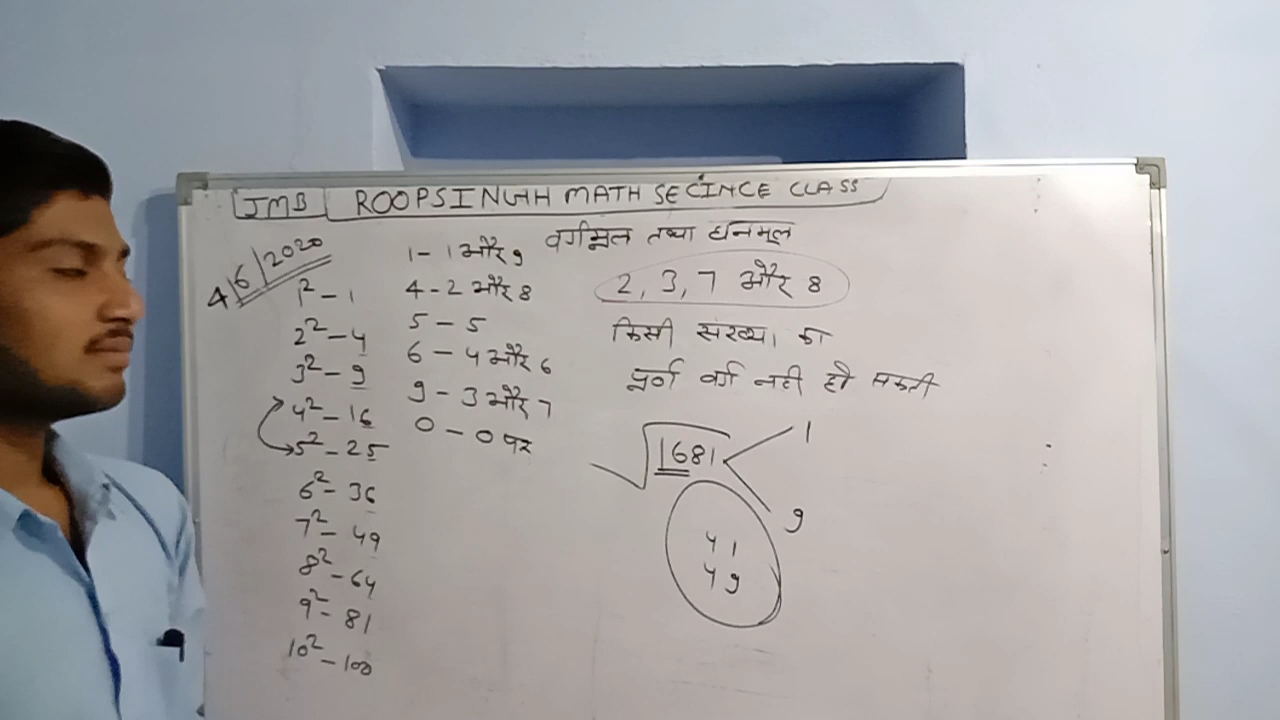 JMB ROOPSINGH MATH SECINCE CLASS
4/6/2020
वर्गमूल तथा घनमूल
1² - 1
2² - 4
3² - 9
4² - 16
5² - 25
6² - 36
7² - 49
8² - 64
9² - 81
10² - 100
1 - 1 और 9
4 - 2 और 8
5 - 5
6 - 4 और 6
9 - 3 और 7
0 - 0 पर
2, 3, 7 और 8
किसी संख्या का
पूर्ण वर्ग नही हो सकती
√1681
1
9
41
49